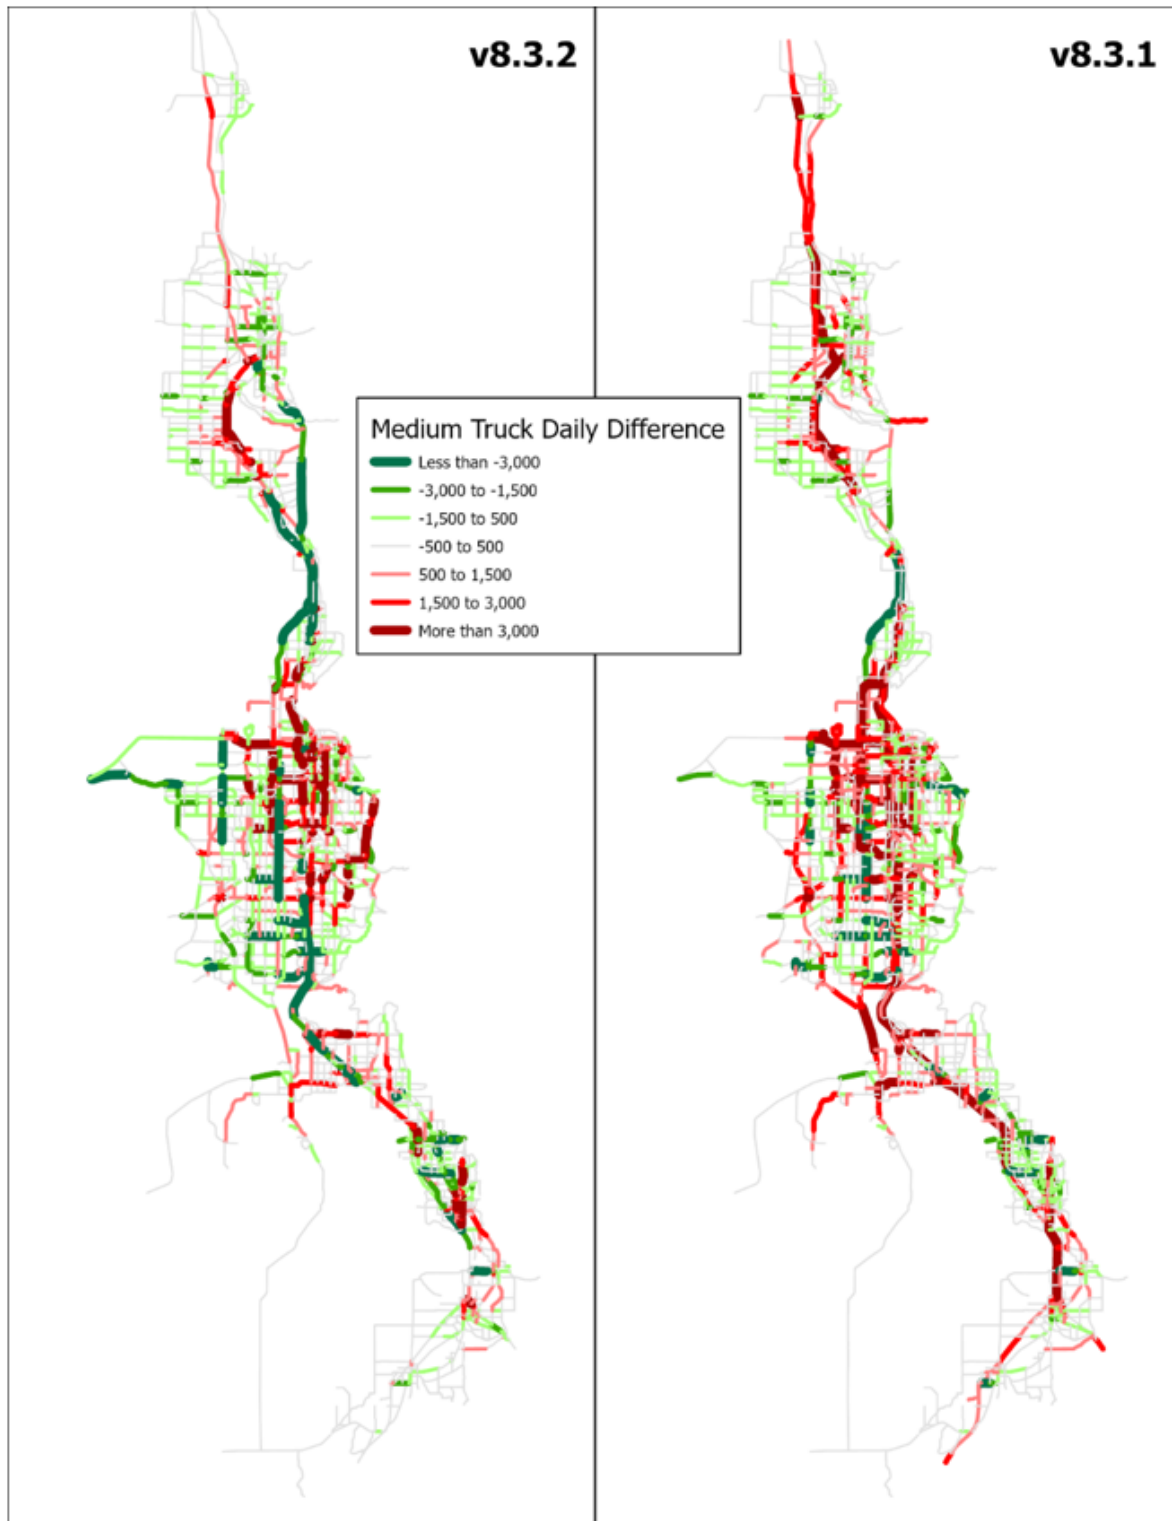 v8.3.2
v8.3.1
Medium Truck Daily Difference
Less than -3,000
-3,000 to -1,500
-1,500 to 500
-500 to 500
500 to 1,500
1,500 to 3,000
More than 3,000